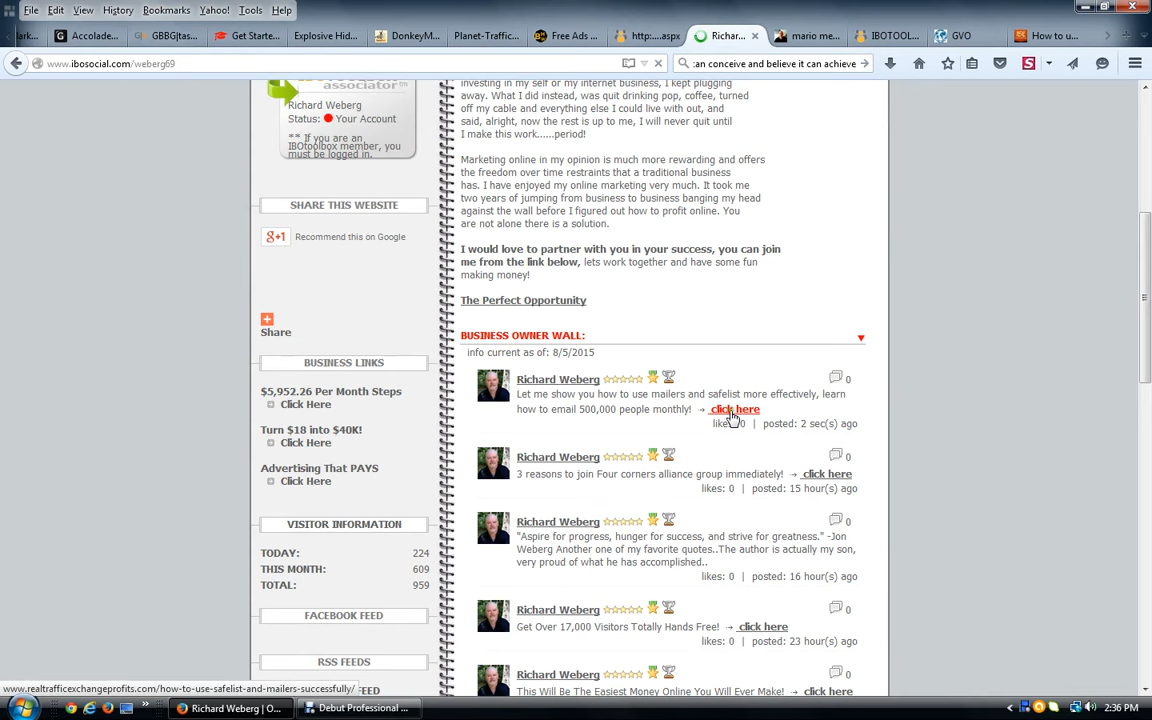 File Edit View History Bookmarks Yahoo! Tools Help
ark... Accolade... GBBG|tas... Get Starte... Explosive Hid... DonkeyM... Planet-Traffic... Free Ads ... http:...aspx Richar... mario me... IBOTOOL... GVO How to u...
www.ibosocial.com/weberg69
:an conceive and believe it can achieve
associator™
Richard Weberg
Status: Your Account
** If you are an
IBOtoolbox member, you
must be logged in.
SHARE THIS WEBSITE
g+1 Recommend this on Google
Share
BUSINESS LINKS
$5,952.26 Per Month Steps
Click Here
Turn $18 into $40K!
Click Here
Advertising That PAYS
Click Here
VISITOR INFORMATION
TODAY: 224
THIS MONTH: 609
TOTAL: 959
FACEBOOK FEED
RSS FEEDS
FEED
investing in my self or my internet business, I kept plugging
away. What I did instead, was quit drinking pop, coffee, turned
off my cable and everything else I could live with out, and
said, alright, now the rest is up to me, I will never quit until
I make this work......period!
Marketing online in my opinion is much more rewarding and offers
the freedom over time restraints that a traditional business
has. I have enjoyed my online marketing very much. It took me
two years of jumping from business to business banging my head
against the wall before I figured out how to profit online. You
are not alone there is a solution.
I would love to partner with you in your success, you can join
me from the link below, lets work together and have some fun
making money!
The Perfect Opportunity
BUSINESS OWNER WALL:
info current as of: 8/5/2015
Richard Weberg 0
Let me show you how to use mailers and safelist more effectively, learn
how to email 500,000 people monthly! → click here
likes: 0 | posted: 2 sec(s) ago
Richard Weberg 0
3 reasons to join Four corners alliance group immediately! → click here
likes: 0 | posted: 15 hour(s) ago
Richard Weberg 0
"Aspire for progress, hunger for success, and strive for greatness." -Jon
Weberg Another one of my favorite quotes..The author is actually my son,
very proud of what he has accomplished..
likes: 0 | posted: 16 hour(s) ago
Richard Weberg 0
Get Over 17,000 Visitors Totally Hands Free! → click here
likes: 0 | posted: 23 hour(s) ago
Richard Weberg 0
This Will Be The Easiest Money Online You Will Ever Make! → click here
www.realtrafficexchangeprofits.com/how-to-use-safelist-and-mailers-successfully/
Richard Weberg | O... Debut Professional ... 2:36 PM